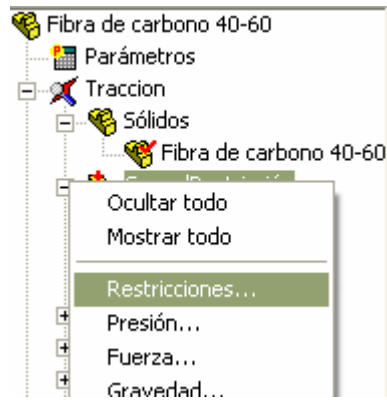 Fibra de carbono 40-60
Parámetros
Traccion
Sólidos
Fibra de carbono 40-60
Ocultar todo
Mostrar todo
Restricciones...
Presión...
Fuerza...
Gravedad...